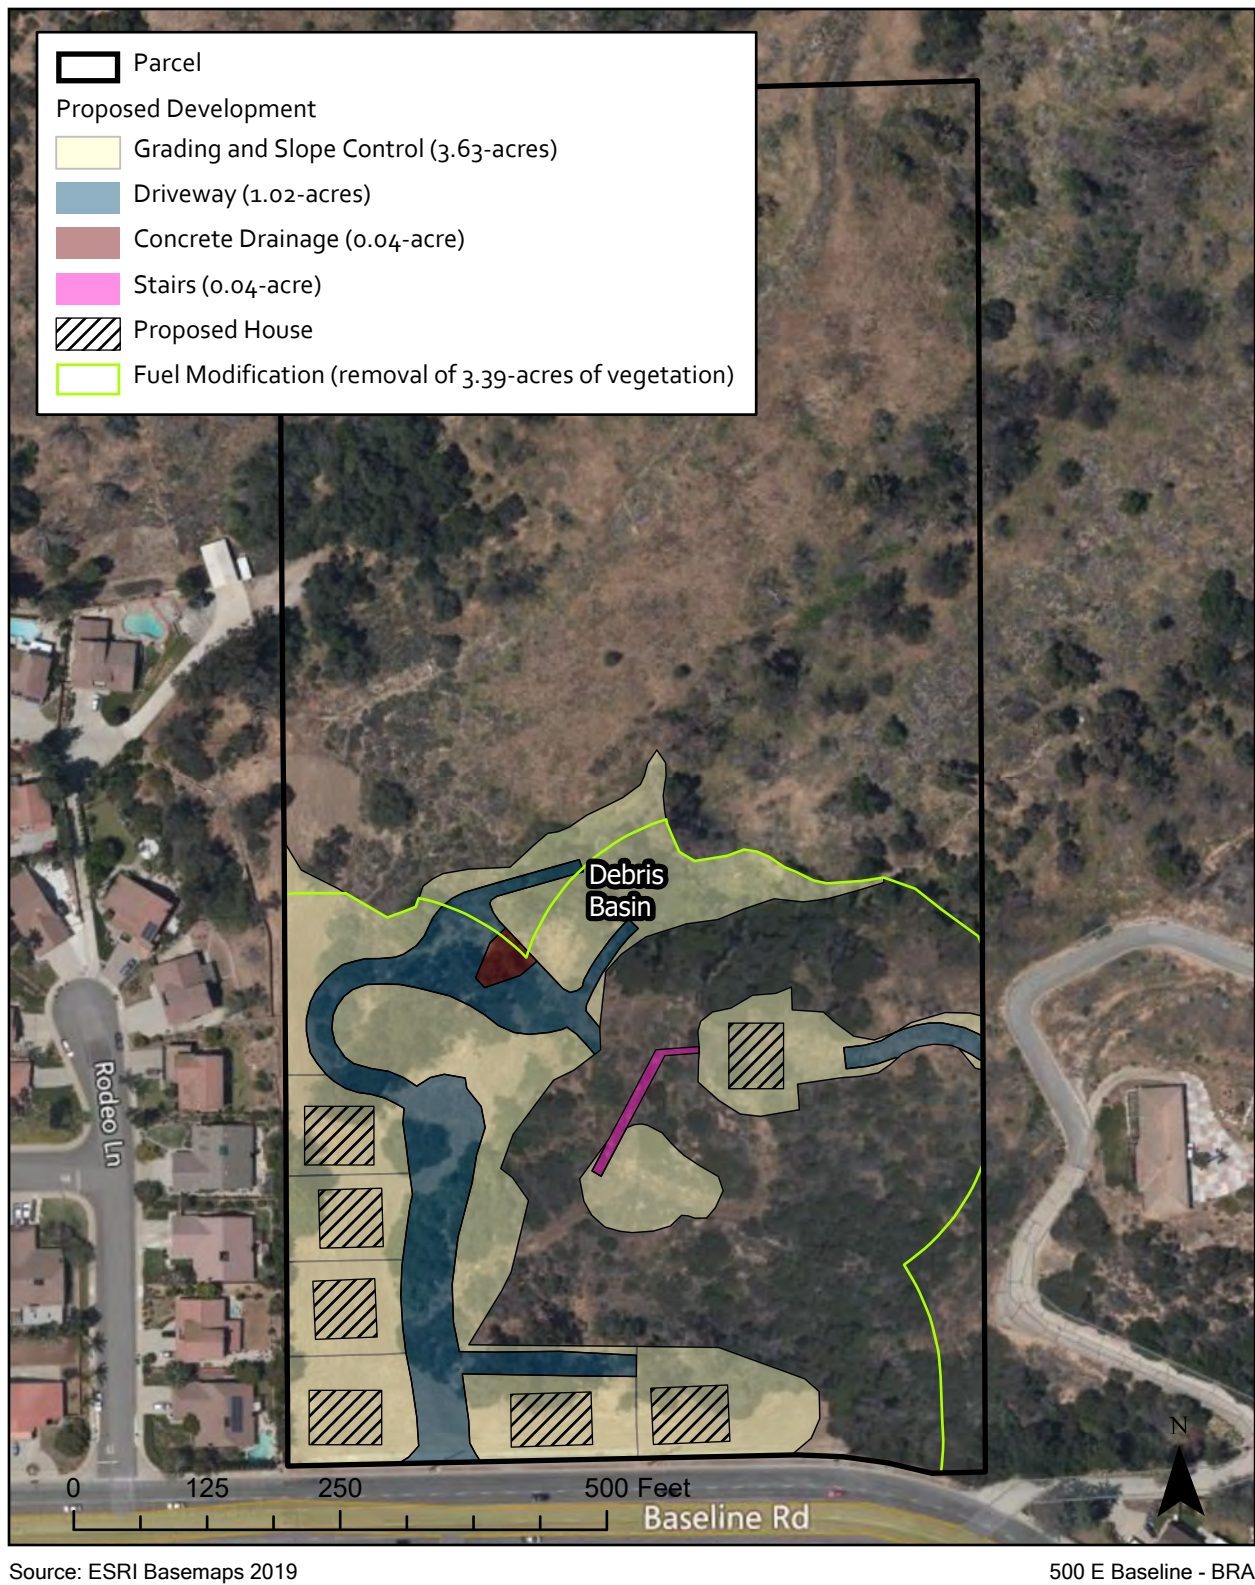 Parcel
Proposed Development
Grading and Slope Control (3.63-acres)
Driveway (1.02-acres)
Concrete Drainage (0.04-acre)
Stairs (0.04-acre)
Proposed House
Fuel Modification (removal of 3.39-acres of vegetation)
Debris
Basin
Rodeo Ln
N
0 125 250 500 Feet
Baseline Rd
Source: ESRI Basemaps 2019
500 E Baseline - BRA